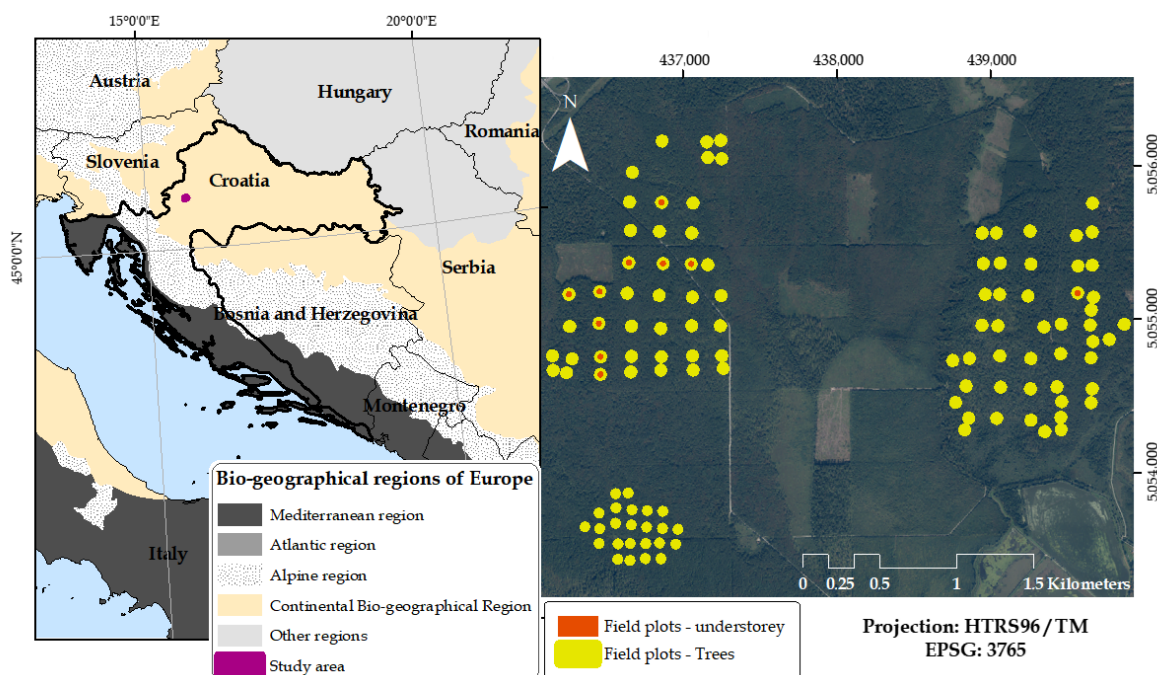 15°0'0"E
20°0'0"E
45°0'0"N
Austria
Hungary
Romania
Slovenia
Croatia
Serbia
Bosnia and Herzegovina
Montenegro
Italy
Bio-geographical regions of Europe
Mediterranean region
Atlantic region
Alpine region
Continental Bio-geographical Region
Other regions
Study area
437.000
438.000
439.000
N
5.056.000
5.055.000
5.054.000
0 0.25 0.5 1 1.5 Kilometers
Field plots - understorey
Field plots - Trees
Projection: HTRS96 / TM
EPSG: 3765